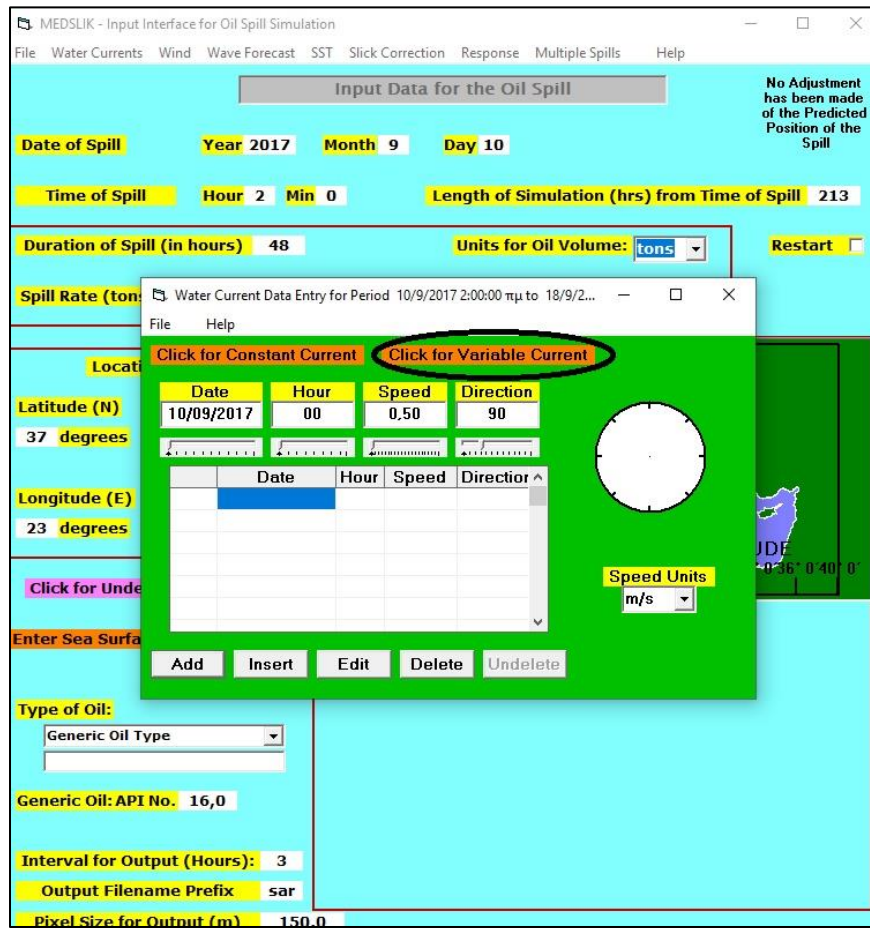 MEDSLIK - Input Interface for Oil Spill Simulation
File Water Currents Wind Wave Forecast SST Slick Correction Response Multiple Spills Help
Input Data for the Oil Spill
No Adjustment
has been made
of the Predicted
Position of the
Spill
Date of Spill Year 2017 Month 9 Day 10
Time of Spill Hour 2 Min 0 Length of Simulation (hrs) from Time of Spill 213
Duration of Spill (in hours) 48 Units for Oil Volume: tons Restart
Spill Rate (ton
Water Current Data Entry for Period 10/9/2017 2:00:00 πμ to 18/9/2...
File Help
Click for Constant Current Click for Variable Current
Date Hour Speed Direction
10/09/2017 00 0,50 90
Date Hour Speed Direction
Speed Units
m/s
Add Insert Edit Delete Undelete
Locati
Latitude (N)
37 degrees
Longitude (E)
23 degrees
UDE
0°36' 0°40' 0°
Click for Unde
Enter Sea Surfa
Type of Oil:
Generic Oil Type
Generic Oil: API No. 16,0
Interval for Output (Hours): 3
Output Filename Prefix sar
Pixel Size for Output (m) 150,0